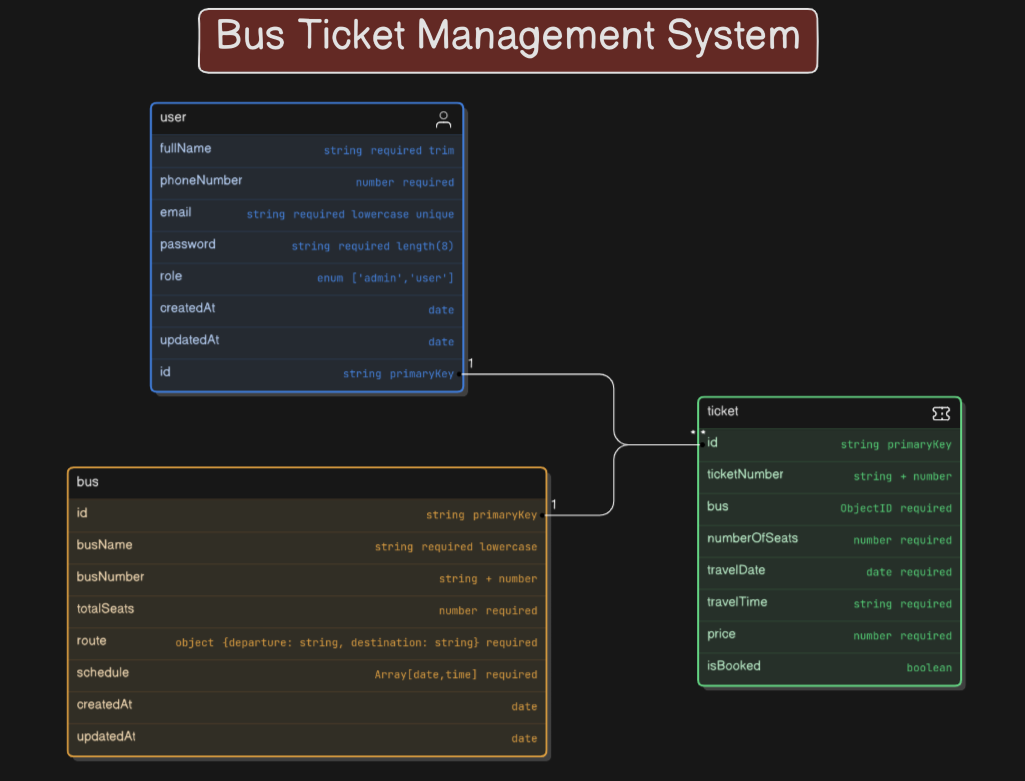 Bus Ticket Management System
user
fullName string required trim
phoneNumber number required
email string required lowercase unique
password string required length(8)
role enum ['admin','user']
createdAt date
updatedAt date
id string primaryKey
1
ticket
* *
id string primaryKey
ticketNumber string + number
bus ObjectID required
numberOfSeats number required
travelDate date required
travelTime string required
price number required
isBooked boolean
bus
id string primaryKey
1
busName string required lowercase
busNumber string + number
totalSeats number required
route object {departure: string, destination: string} required
schedule Array[date,time] required
createdAt date
updatedAt date